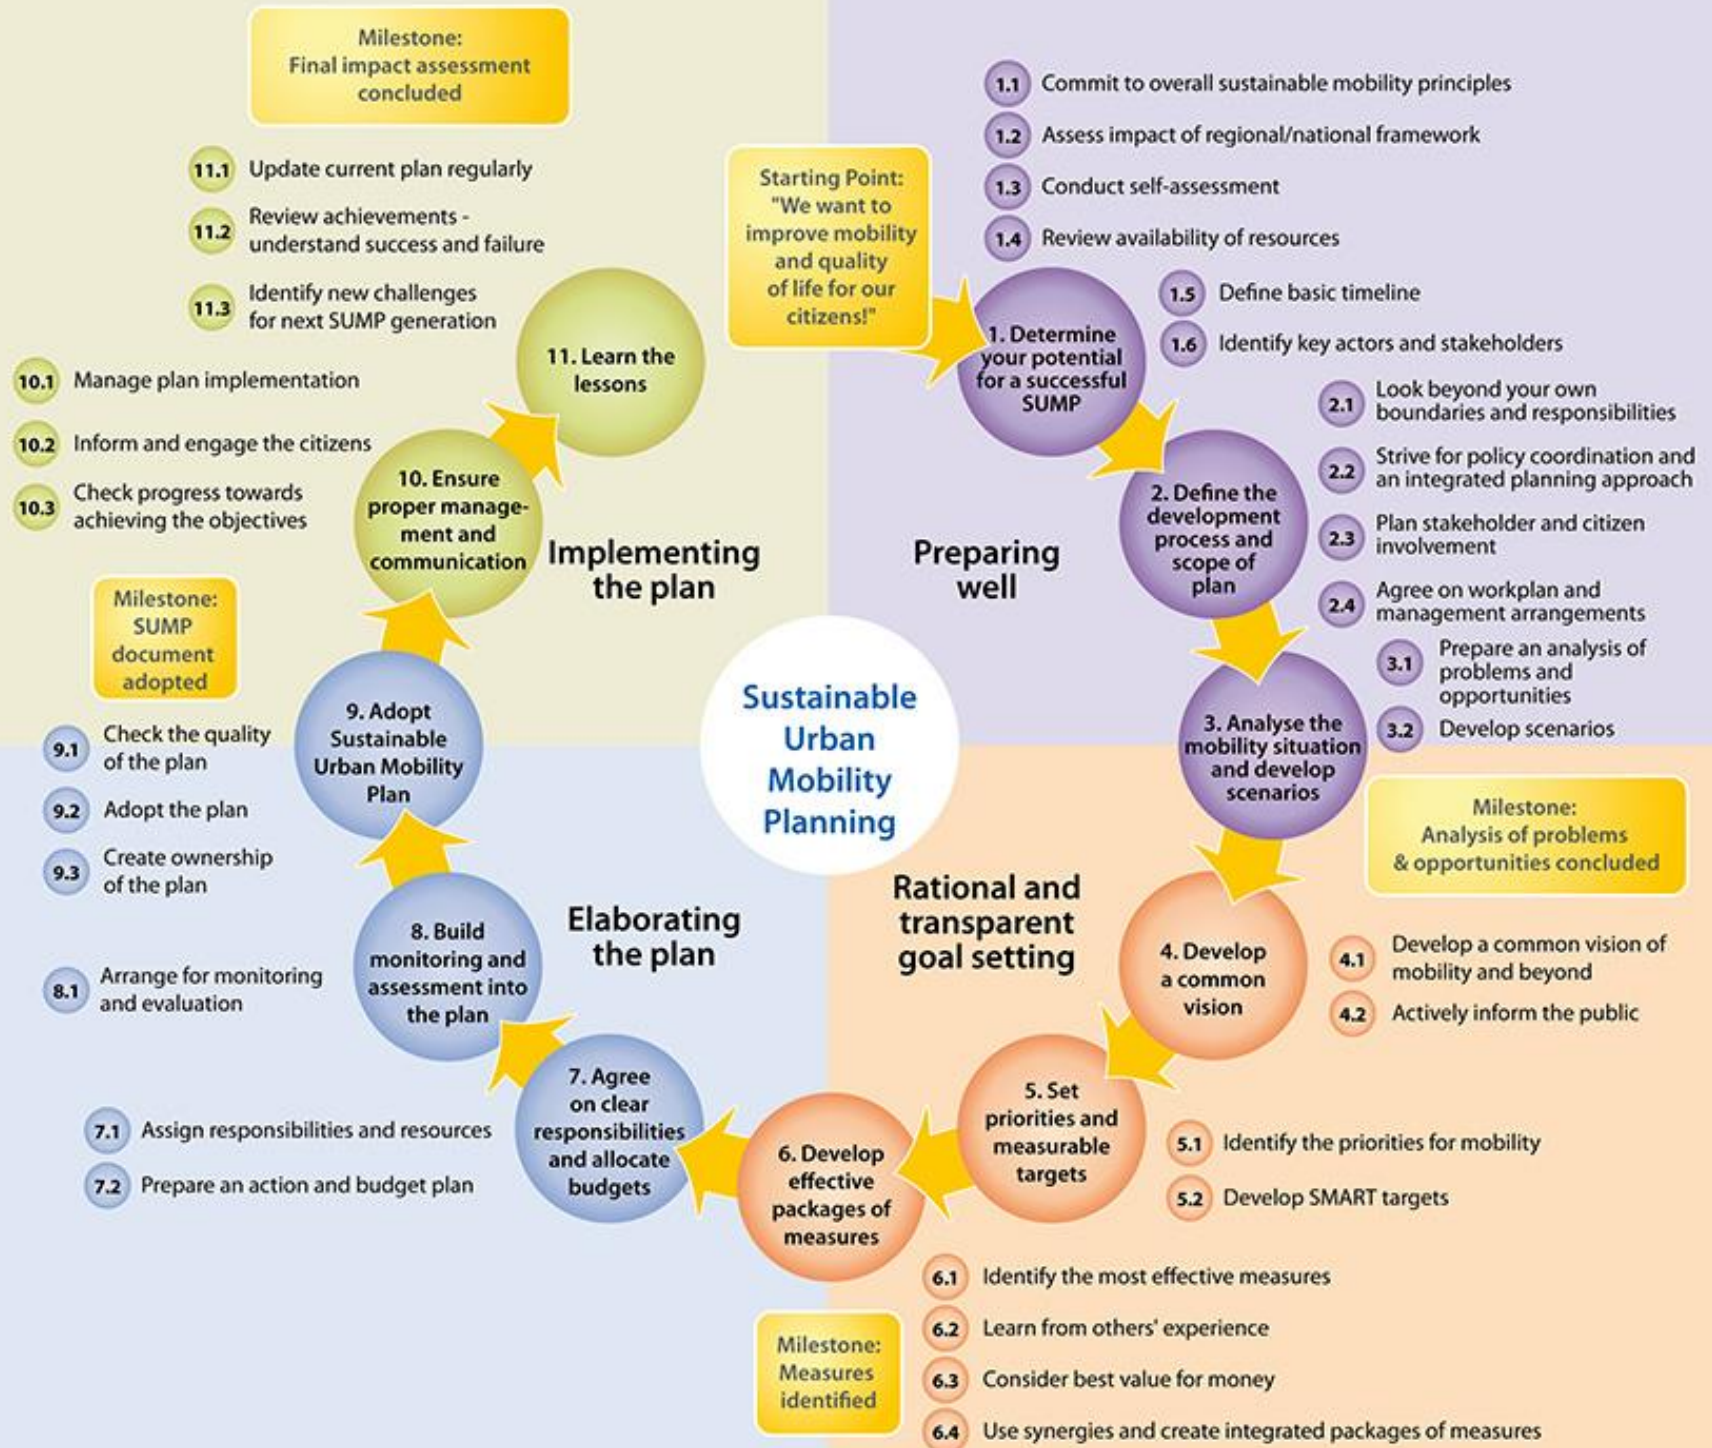 Sustainable
Urban
Mobility
Planning
Starting Point:
"We want to
improve mobility
and quality
of life for our
citizens!"
Preparing
well
1. Determine
your potential
for a successful
SUMP
1.1 Commit to overall sustainable mobility principles
1.2 Assess impact of regional/national framework
1.3 Conduct self-assessment
1.4 Review availability of resources
1.5 Define basic timeline
1.6 Identify key actors and stakeholders
2. Define the
development
process and
scope of
plan
2.1 Look beyond your own
boundaries and responsibilities
2.2 Strive for policy coordination and
an integrated planning approach
2.3 Plan stakeholder and citizen
involvement
2.4 Agree on workplan and
management arrangements
3. Analyse the
mobility situation
and develop
scenarios
3.1 Prepare an analysis of
problems and
opportunities
3.2 Develop scenarios
Milestone:
Analysis of problems
& opportunities concluded
Rational and
transparent
goal setting
4. Develop
a common
vision
4.1 Develop a common vision of
mobility and beyond
4.2 Actively inform the public
5. Set
priorities and
measurable
targets
5.1 Identify the priorities for mobility
5.2 Develop SMART targets
6. Develop
effective
packages of
measures
6.1 Identify the most effective measures
6.2 Learn from others' experience
6.3 Consider best value for money
6.4 Use synergies and create integrated packages of measures
Milestone:
Measures
identified
Elaborating
the plan
7. Agree
on clear
responsibilities
and allocate
budgets
7.1 Assign responsibilities and resources
7.2 Prepare an action and budget plan
8. Build
monitoring and
assessment into
the plan
8.1 Arrange for monitoring
and evaluation
9. Adopt
Sustainable
Urban Mobility
Plan
9.1 Check the quality
of the plan
9.2 Adopt the plan
9.3 Create ownership
of the plan
Milestone:
SUMP
document
adopted
Implementing
the plan
10. Ensure
proper manage-
ment and
communication
10.1 Manage plan implementation
10.2 Inform and engage the citizens
10.3 Check progress towards
achieving the objectives
11. Learn the
lessons
11.1 Update current plan regularly
11.2 Review achievements -
understand success and failure
11.3 Identify new challenges
for next SUMP generation
Milestone:
Final impact assessment
concluded